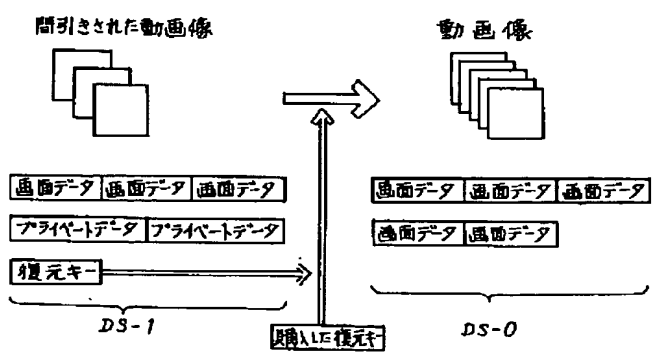 間引きされた動画像
動画像
画面データ 画面データ 画面データ
プライベートデータ プライベートデータ
復元キー
DS-1
購入した復元キー
画面データ 画面データ 画面データ
画面データ 画面データ
DS-0